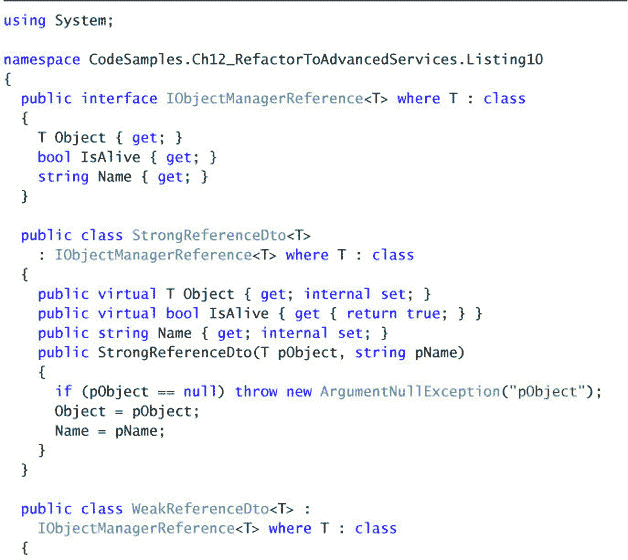 using System;
namespace CodeSamples.Ch12_RefactorToAdvancedServices.Listing10
{
  public interface IObjectManagerReference<T> where T : class
  {
    T Object { get; }
    bool IsAlive { get; }
    string Name { get; }
  }
  public class StrongReferenceDto<T>
    : IObjectManagerReference<T> where T : class
  {
    public virtual T Object { get; internal set; }
    public virtual bool IsAlive { get { return true; } }
    public string Name { get; internal set; }
    public StrongReferenceDto(T pObject, string pName)
    {
      if (pObject == null) throw new ArgumentNullException("pObject");
      Object = pObject;
      Name = pName;
    }
  }
  public class WeakReferenceDto<T> :
    IObjectManagerReference<T> where T : class
  {